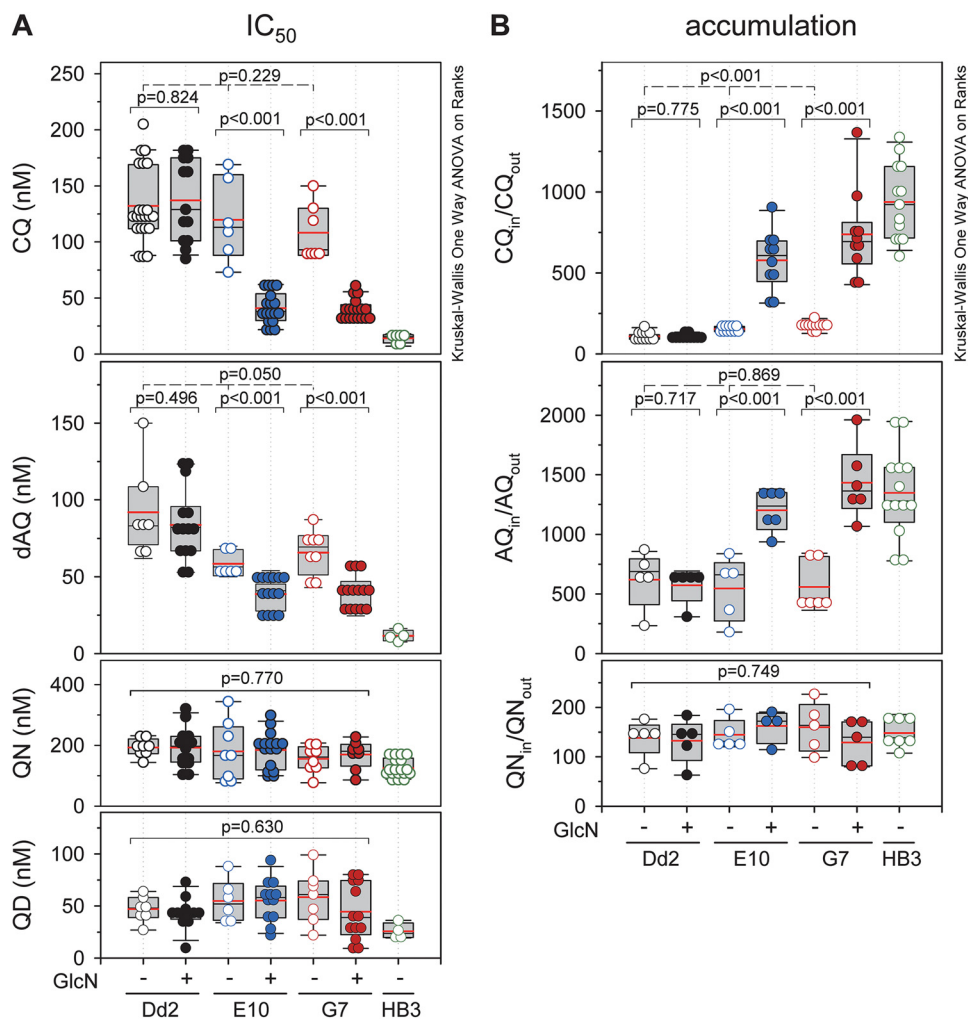 A
IC50
250
200
150
100
50
0
CQ (nM)
p=0.229
p=0.824
p<0.001
p<0.001
Kruskal-Wallis One Way ANOVA on Ranks
150
100
50
0
dAQ (nM)
p=0.050
p=0.496
p<0.001
p<0.001
400
200
0
QN (nM)
p=0.770
100
50
0
QD (nM)
p=0.630
GlcN - + - + - + -
Dd2 E10 G7 HB3
B
accumulation
1000
500
0
CQin/CQout
p<0.001
p=0.775
p<0.001
p<0.001
Kruskal-Wallis One Way ANOVA on Ranks
2000
1500
1000
500
0
AQin/AQout
p=0.869
p=0.717
p<0.001
p<0.001
200
100
0
QNin/QNout
p=0.749
GlcN - + - + - + -
Dd2 E10 G7 HB3